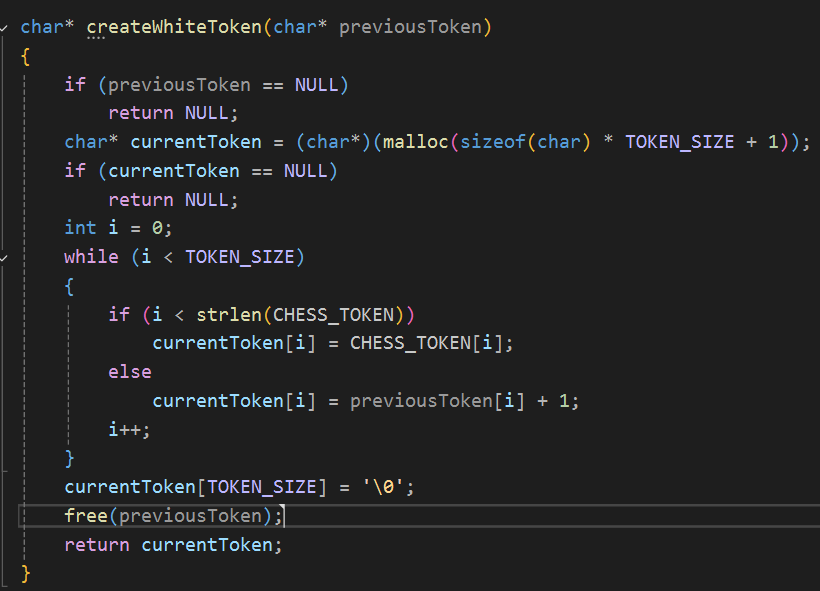 char* createWhiteToken(char* previousToken)
{
    if (previousToken == NULL)
        return NULL;
    char* currentToken = (char*)(malloc(sizeof(char) * TOKEN_SIZE + 1));
    if (currentToken == NULL)
        return NULL;
    int i = 0;
    while (i < TOKEN_SIZE)
    {
        if (i < strlen(CHESS_TOKEN))
            currentToken[i] = CHESS_TOKEN[i];
        else
            currentToken[i] = previousToken[i] + 1;
        i++;
    }
    currentToken[TOKEN_SIZE] = '\0';
    free(previousToken);
    return currentToken;
}